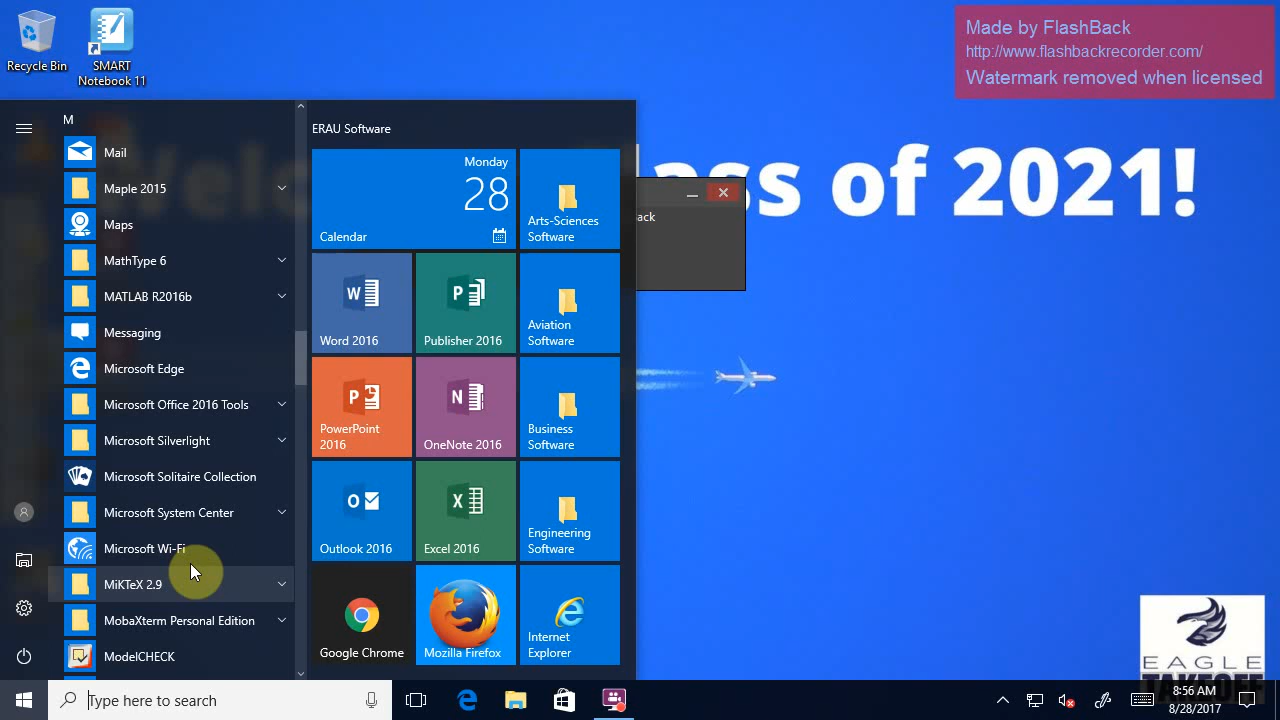 Recycle Bin
SMART
Notebook 11
Made by FlashBack
http://www.flashbackrecorder.com/
Watermark removed when licensed
Welcome Class of 2021!
ack
M
Mail
Maple 2015
Maps
MathType 6
MATLAB R2016b
Messaging
Microsoft Edge
Microsoft Office 2016 Tools
Microsoft Silverlight
Microsoft Solitaire Collection
Microsoft System Center
Microsoft Wi-Fi
MiKTeX 2.9
MobaXterm Personal Edition
ModelCHECK
ERAU Software
Monday
28
Calendar
Arts-Sciences
Software
Word 2016
Publisher 2016
Aviation
Software
PowerPoint
2016
OneNote 2016
Business
Software
Outlook 2016
Excel 2016
Engineering
Software
Google Chrome
Mozilla Firefox
Internet
Explorer
EAGLE
TAKEOFF
Type here to search
8:56 AM
8/28/2017